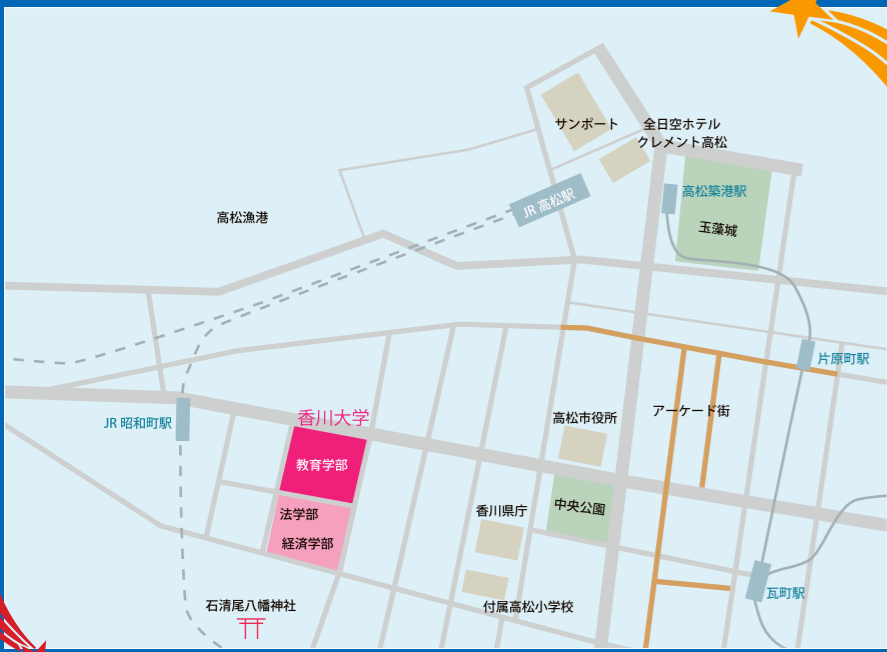 サンポート
全日空ホテル
クレメント高松
高松築港駅
JR 高松駅
高松漁港
玉藻城
片原町駅
アーケード街
高松市役所
香川大学
JR 昭和町駅
教育学部
中央公園
香川県庁
法学部
経済学部
瓦町駅
石清尾八幡神社
付属高松小学校